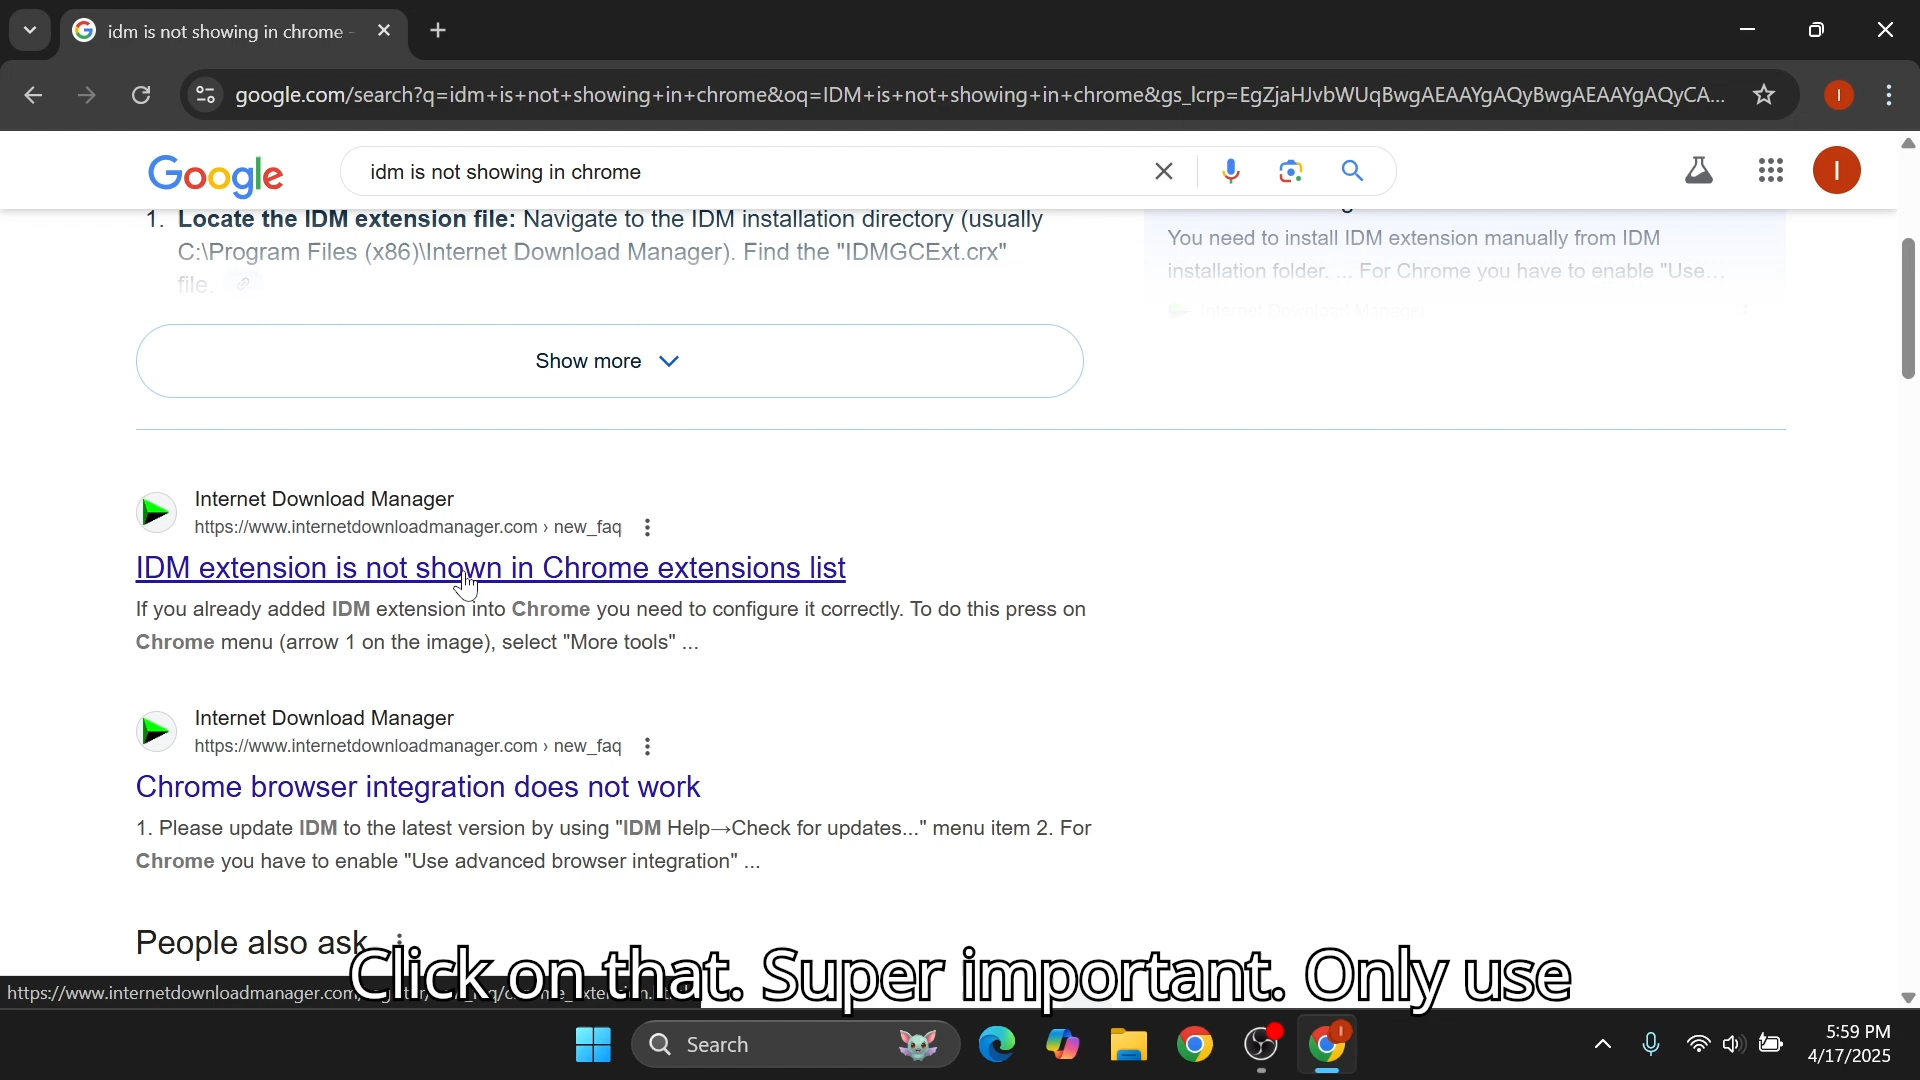 idm is not showing in chrome -
google.com/search?q=idm+is+not+showing+in+chrome&oq=IDM+is+not+showing+in+chrome&gs_lcrp=EgZjaHJvbWUqBwgAEAAYgAQyBwgAEAAYgAQyCA...
I
Google
idm is not showing in chrome
I
1. Locate the IDM extension file: Navigate to the IDM installation directory (usually
C:\Program Files (x86)\Internet Download Manager). Find the "IDMGCExt.crx"
file.
You need to install IDM extension manually from IDM
installation folder. ... For Chrome you have to enable "Use...
Internet Download Manager
Show more
Internet Download Manager
https://www.internetdownloadmanager.com › new_faq
IDM extension is not shown in Chrome extensions list
If you already added IDM extension into Chrome you need to configure it correctly. To do this press on
Chrome menu (arrow 1 on the image), select "More tools" ...
Internet Download Manager
https://www.internetdownloadmanager.com › new_faq
Chrome browser integration does not work
1. Please update IDM to the latest version by using "IDM Help→Check for updates..." menu item 2. For
Chrome you have to enable "Use advanced browser integration" ...
People also ask
Click on that. Super important. Only use
https://www.internetdownloadmanager.com/
Search
5:59 PM
4/17/2025